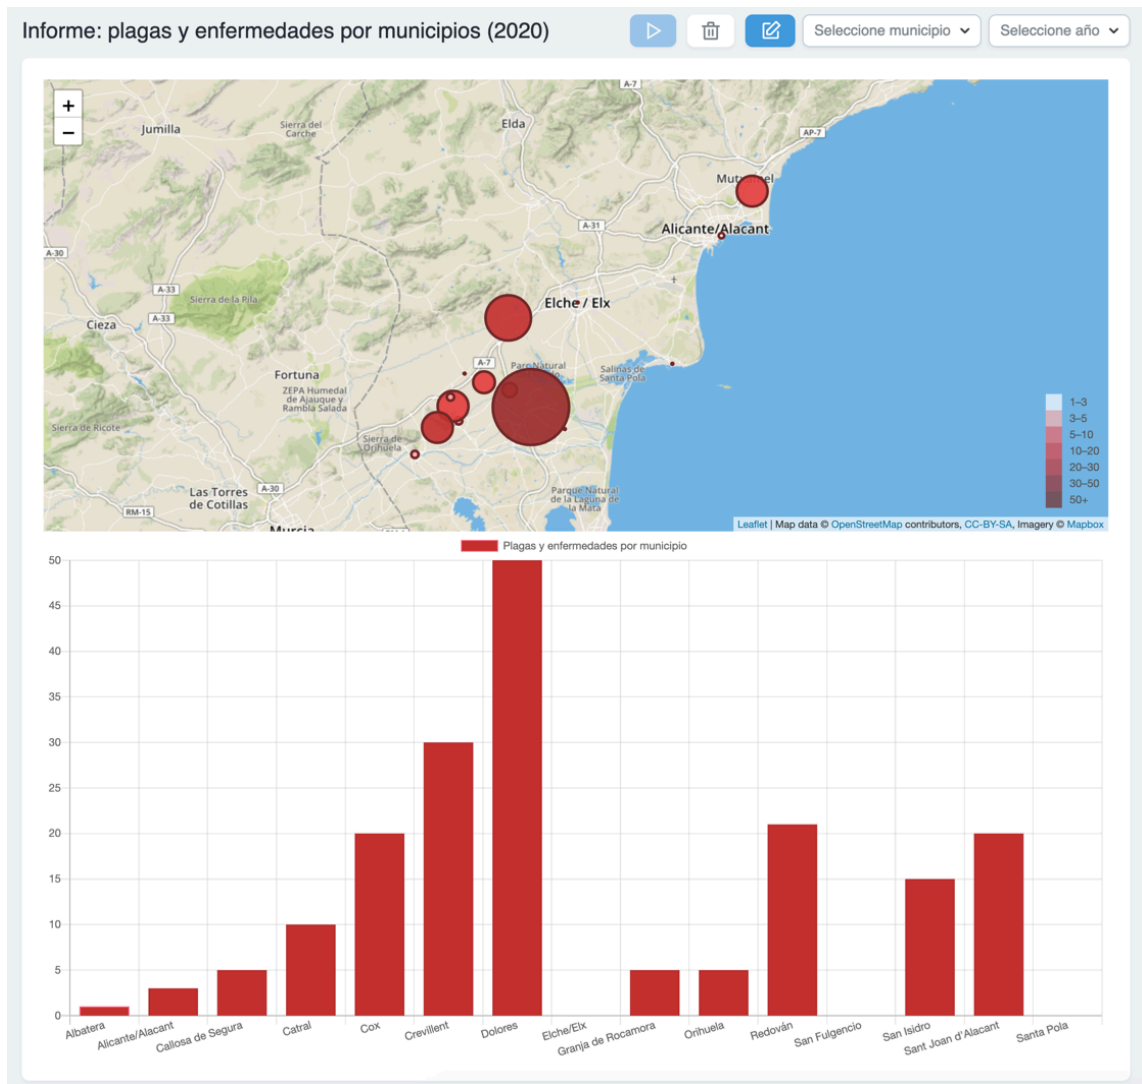 Informe: plagas y enfermedades por municipios (2020)
Seleccione municipio
Seleccione año
+
−
Jumilla
Sierra del
Carche
Elda
A-7
AP-7
Alicante/Alacant
A-31
A-30
A-33
Sierra de la Pila
A-33
Cieza
Elche / Elx
Fortuna
A-7
Parc Natural
Salinas de
Santa Pola
ZEPA Humedal
de Ajauque y
Rambla Salada
Sierra de Ricote
Sierra de
Orihuela
Las Torres
de Cotillas
A-30
RM-15
Murcia
Parque Natural
de la Laguna de
la Mata
1–3
3–5
5–10
10–20
20–30
30–50
50+
Leaflet | Map data © OpenStreetMap contributors, CC-BY-SA, Imagery © Mapbox
Plagas y enfermedades por municipio
50
45
40
35
30
25
20
15
10
5
0
Albatera
Alicante/Alacant
Callosa de Segura
Catral
Cox
Crevillent
Dolores
Elche/Elx
Granja de Rocamora
Orihuela
Redován
San Fulgencio
San Isidro
Sant Joan d'Alacant
Santa Pola